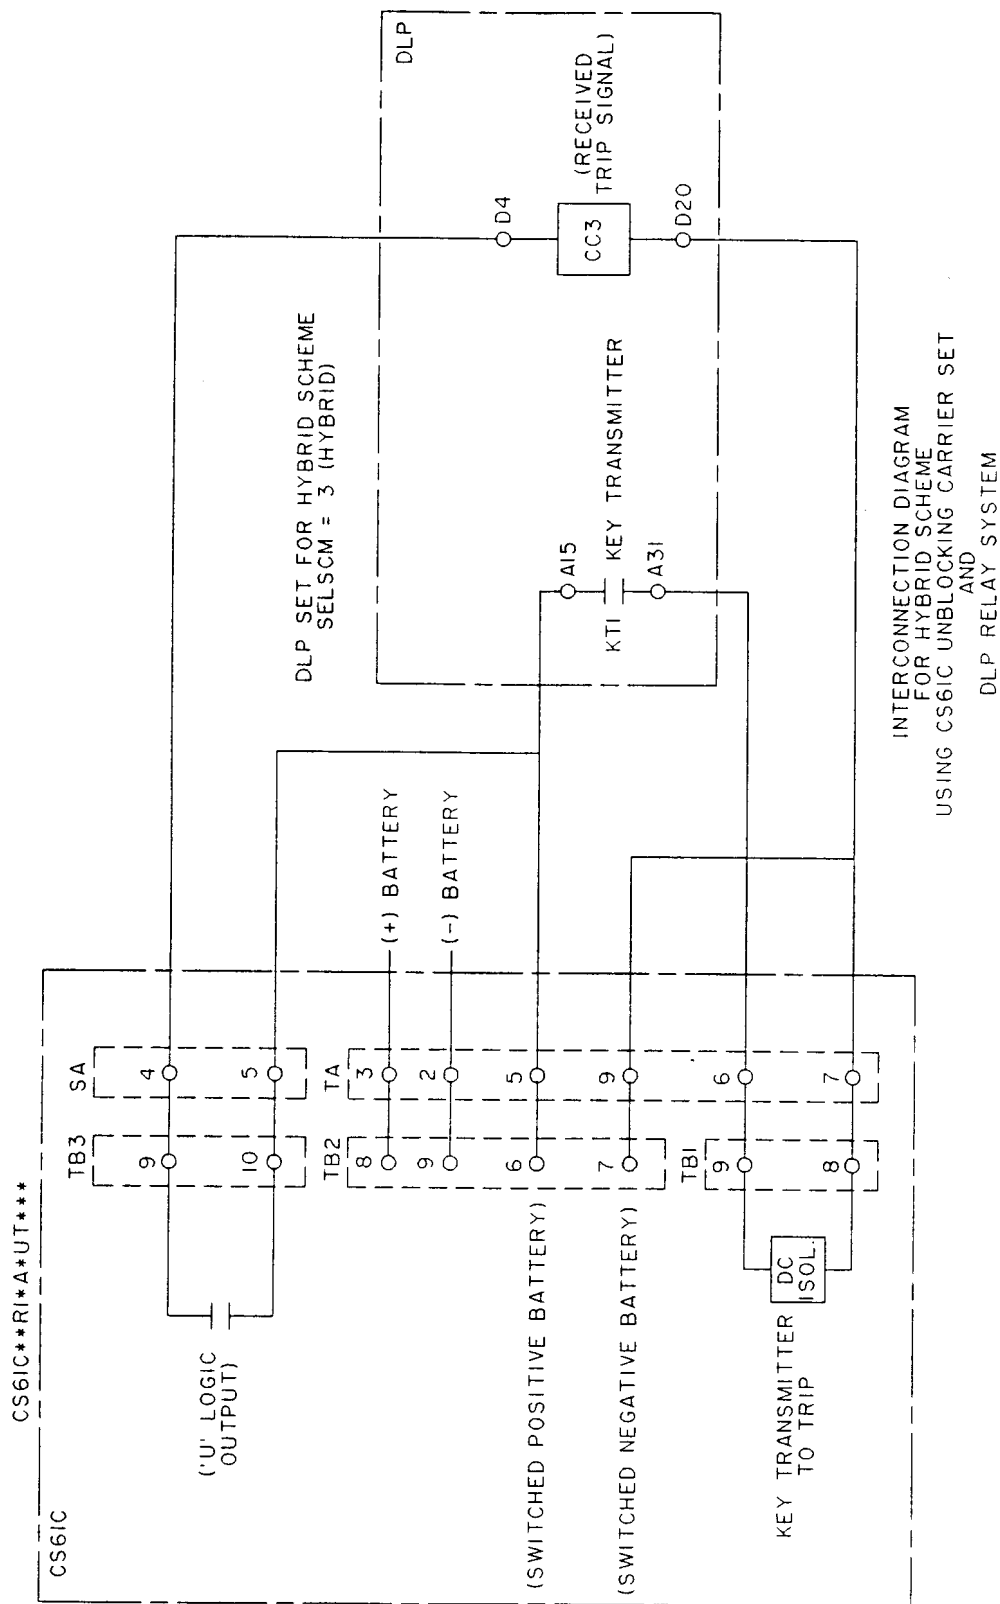 CS61C**R1*A*UT***
CS61C
('U' LOGIC
OUTPUT)
TB3
9
10
SA
4
5
TB2
8
9
6
7
TA
3
2
5
9
6
7
(+) BATTERY
(-) BATTERY
(SWITCHED POSITIVE BATTERY)
(SWITCHED NEGATIVE BATTERY)
KEY TRANSMITTER
TO TRIP
DC
ISOL.
TB1
9
8
DLP SET FOR HYBRID SCHEME
SELSCM = 3 (HYBRID)
DLP
KT1
A15
KEY TRANSMITTER
A31
D4
CC3
(RECEIVED
TRIP SIGNAL)
D20
INTERCONNECTION DIAGRAM
FOR HYBRID SCHEME
USING CS61C UNBLOCKING CARRIER SET
AND
DLP RELAY SYSTEM